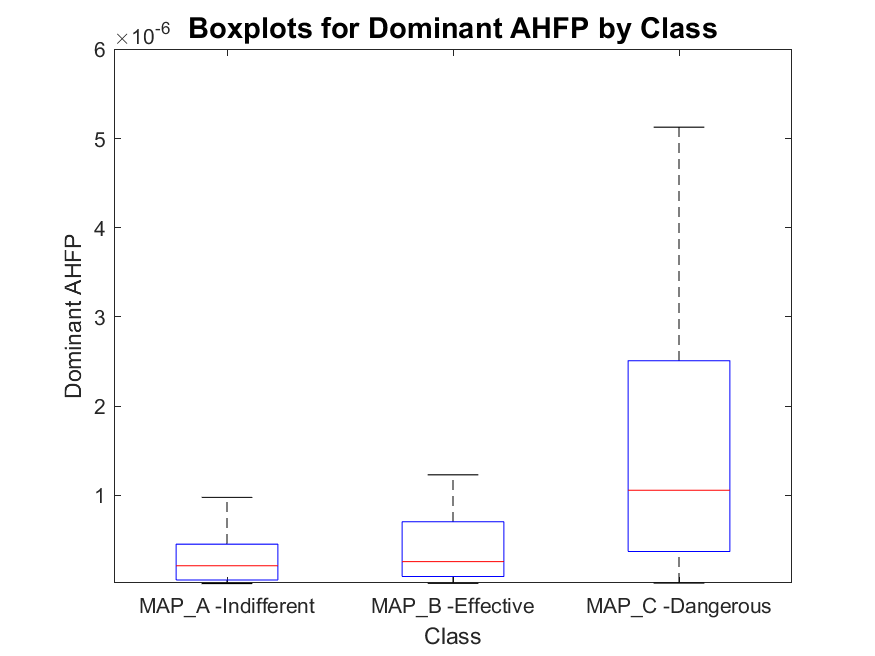 Boxplots for Dominant AHFP by Class
×10-6
6
5
4
3
2
1
Dominant AHFP
MAP_A -Indifferent
MAP_B -Effective
MAP_C -Dangerous
Class